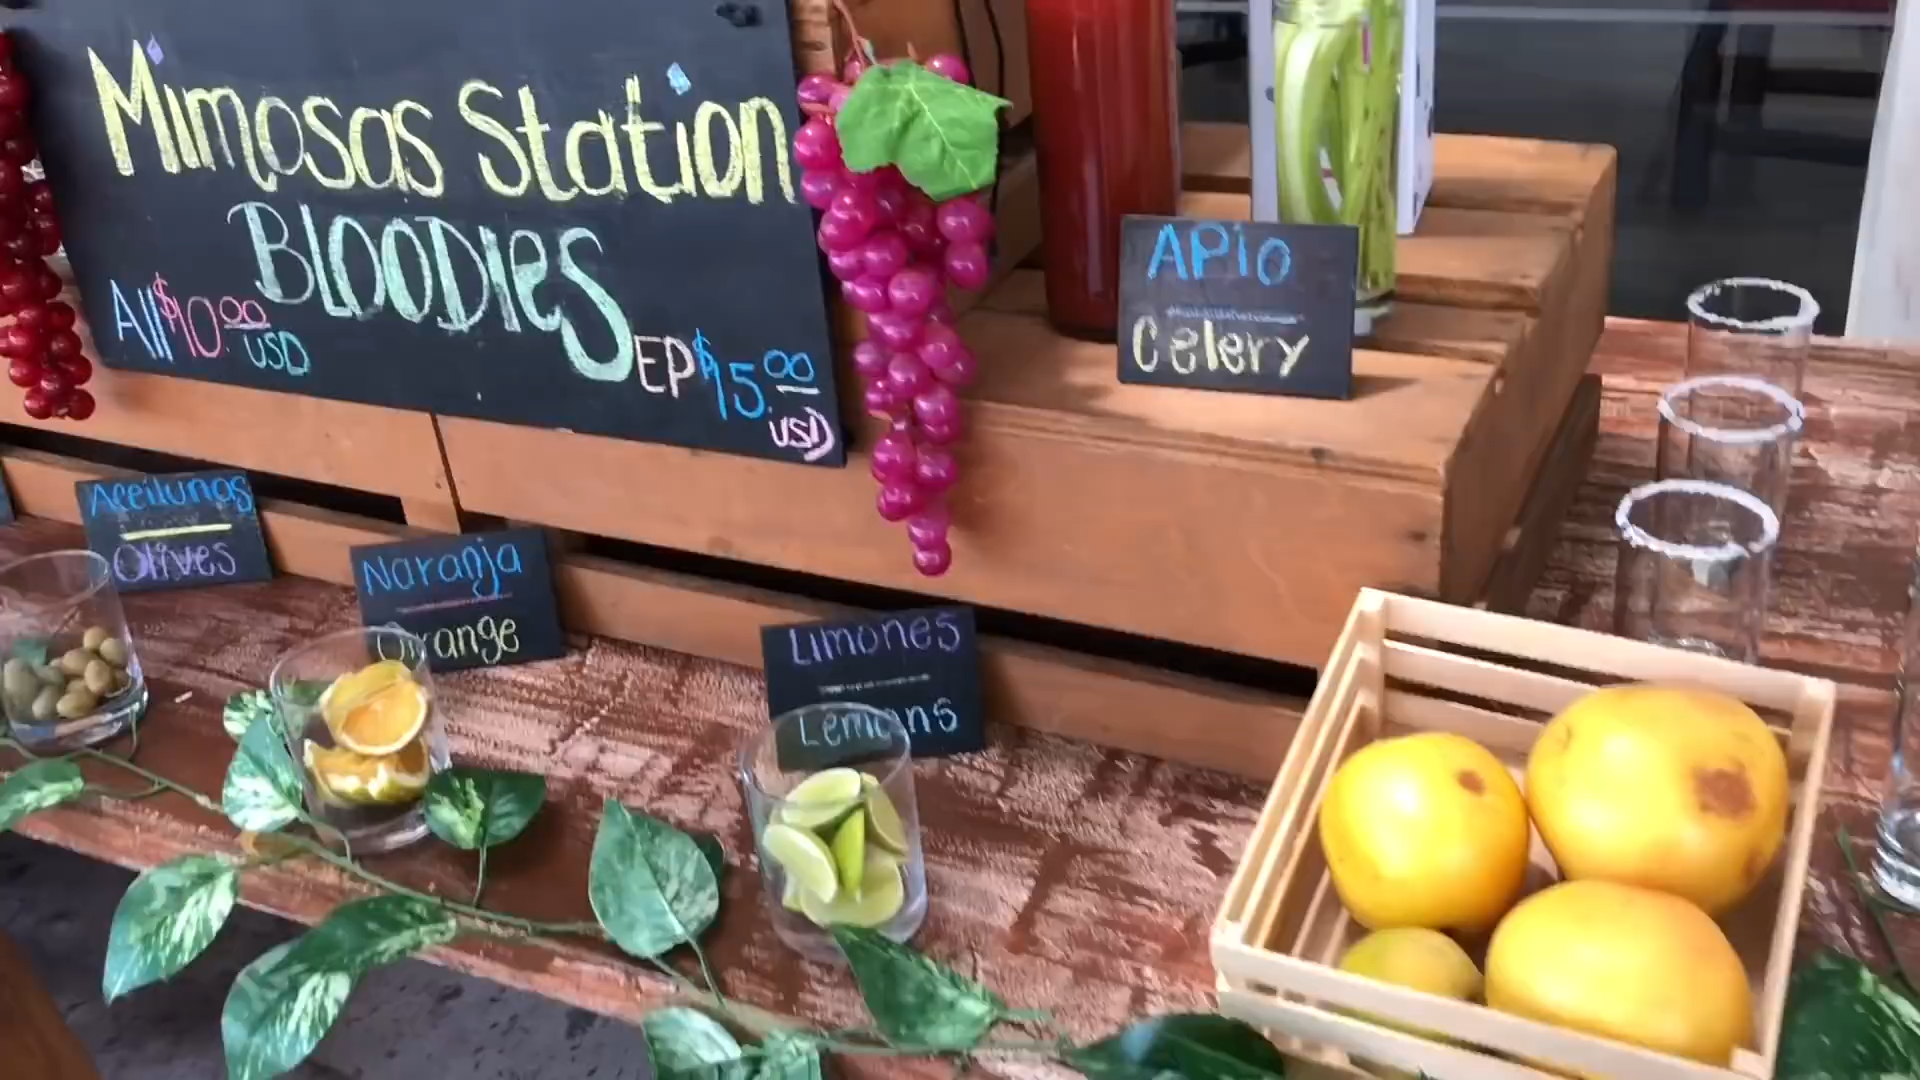 Mimosas Station
BLOODIES
All $10.00 USD
EP $15.00 USD
APIO
Celery
Aceitunas
Olives
Naranja
Orange
Limones
Lemons